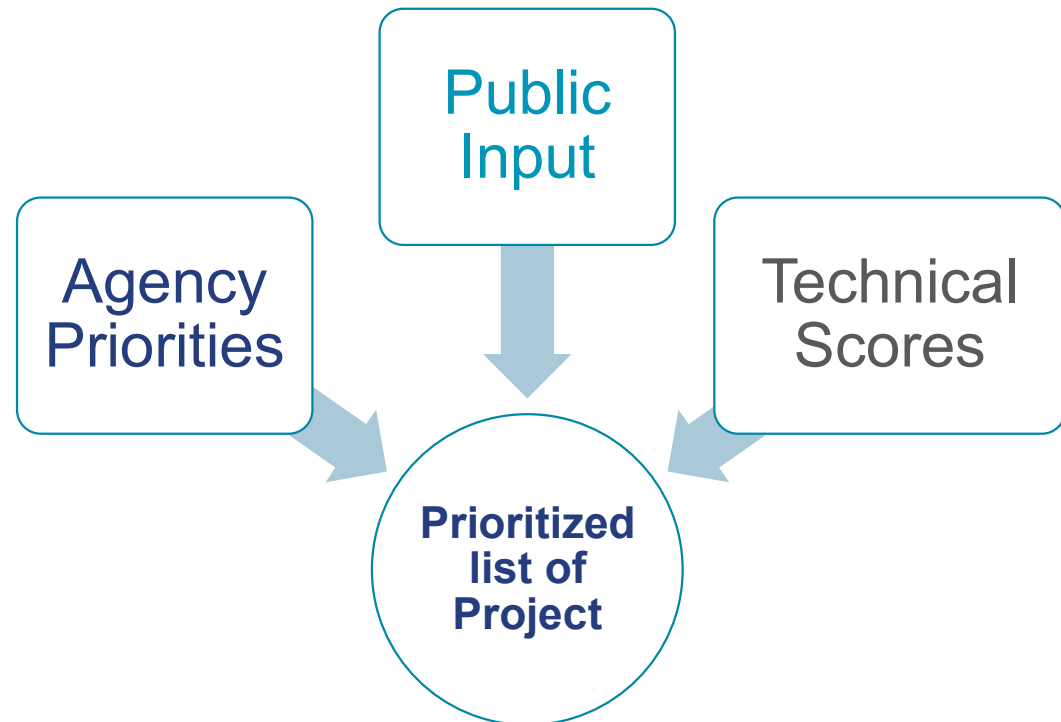 Public
Input
Agency
Priorities
Technical
Scores
Prioritized
list of
Project